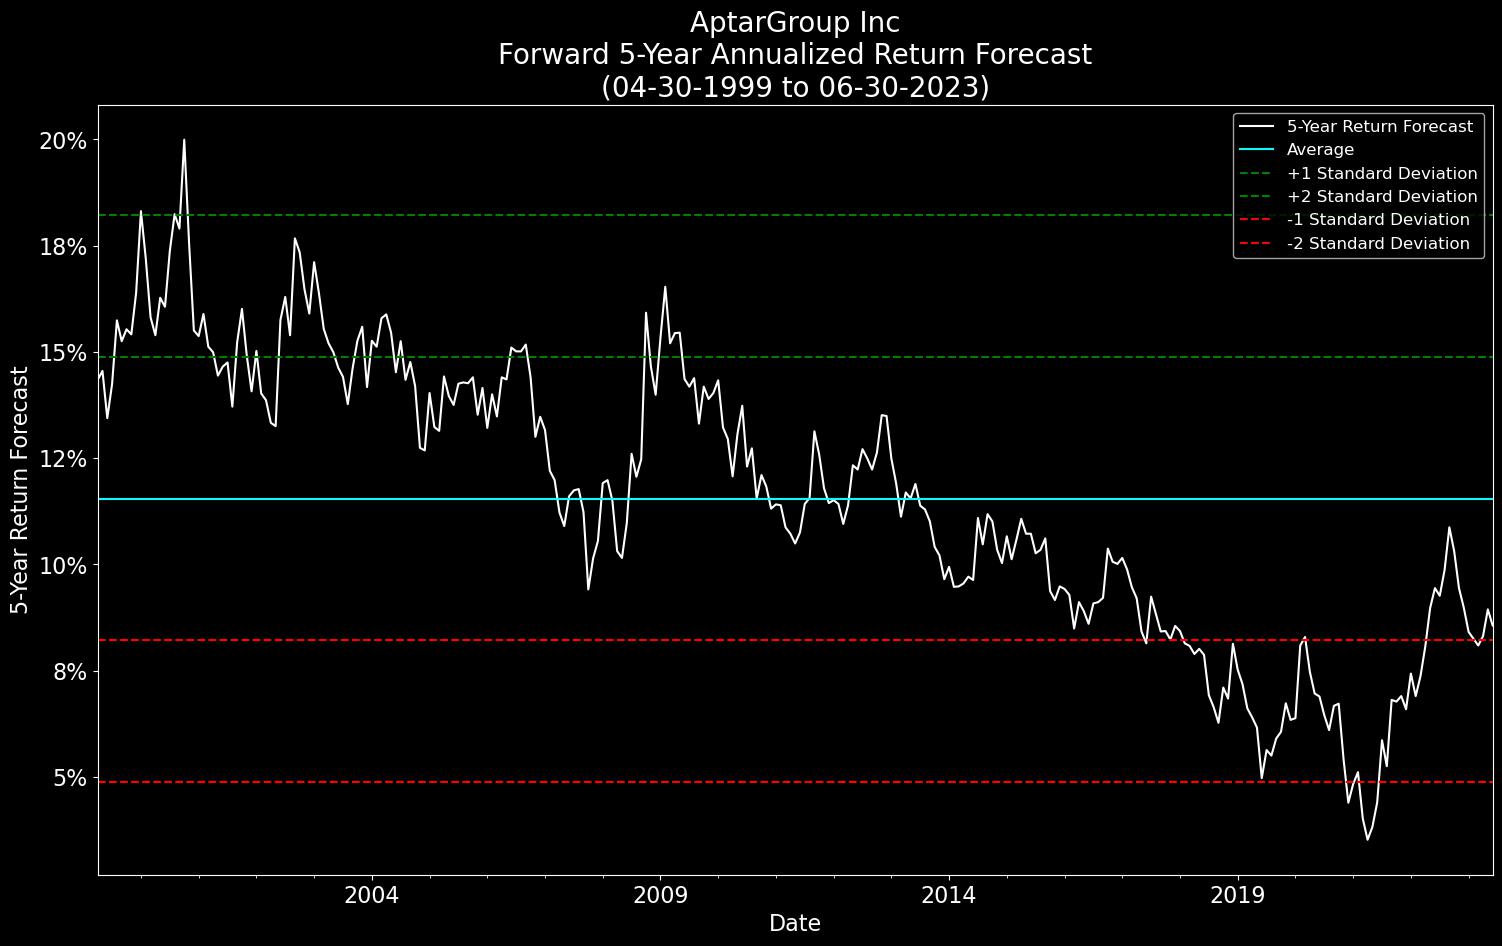 AptarGroup Inc
Forward 5-Year Annualized Return Forecast
(04-30-1999 to 06-30-2023)
5-Year Return Forecast
Average
+1 Standard Deviation
+2 Standard Deviation
-1 Standard Deviation
-2 Standard Deviation
20%
18%
15%
12%
10%
8%
5%
5-Year Return Forecast
2004
2009
2014
2019
Date